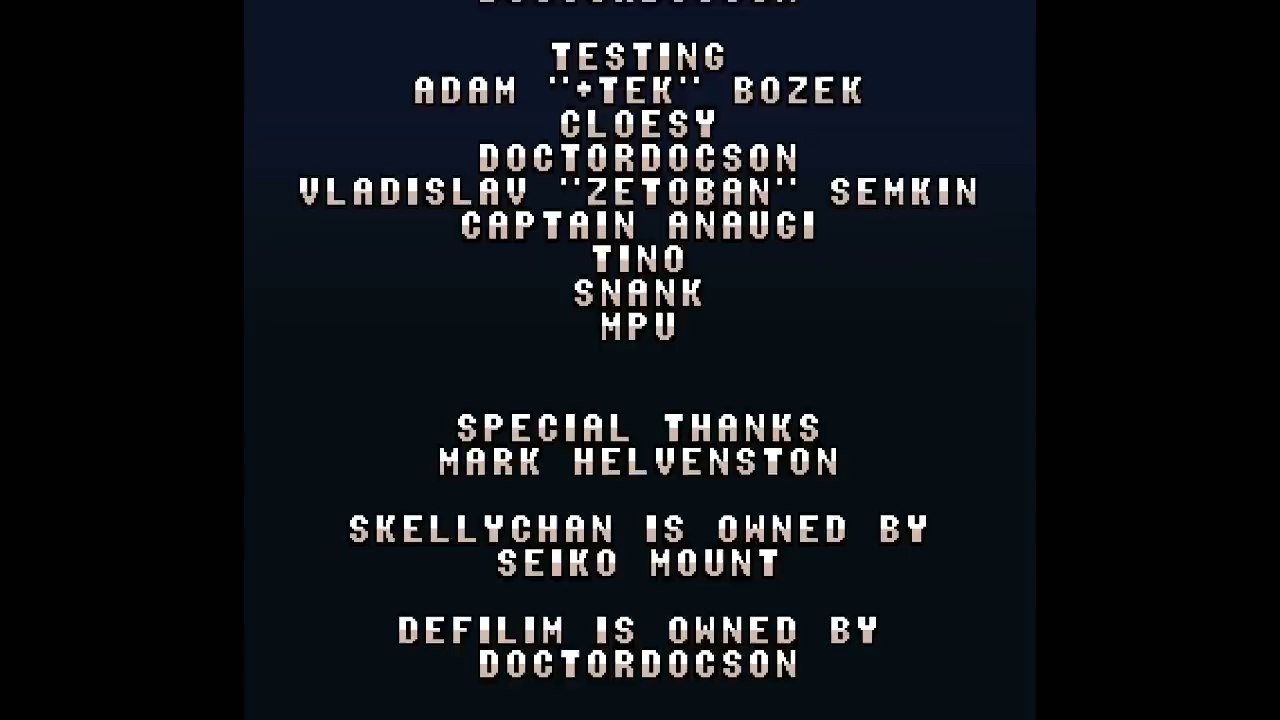 TESTING
ADAM "+TEK" BOZEK
CLOESY
DOCTORDOCSON
VLADISLAV "ZETOBAN" SEMKIN
CAPTAIN ANAUGI
TINO
SNANK
MPU
SPECIAL THANKS
MARK HELVENSTON
SKELLYCHAN IS OWNED BY
SEIKO MOUNT
DEFILIM IS OWNED BY
DOCTORDOCSON